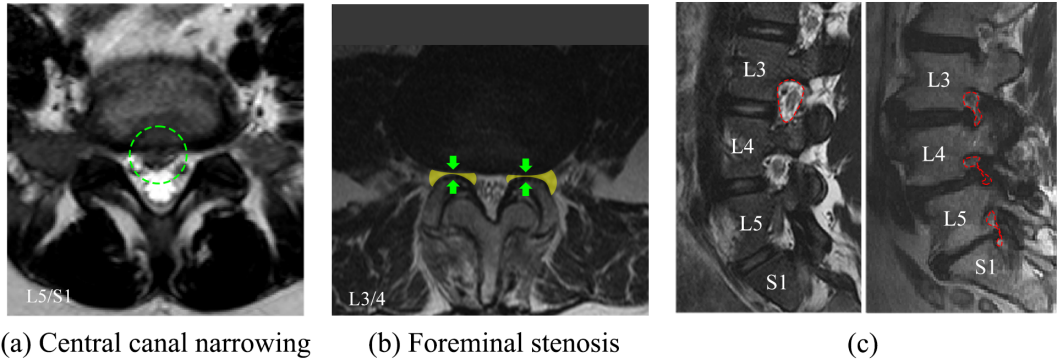 L5/S1
L3/4
L3
L4
L5
S1
L3
L4
L5
S1
(a) Central canal narrowing
(b) Foreminal stenosis
(c)